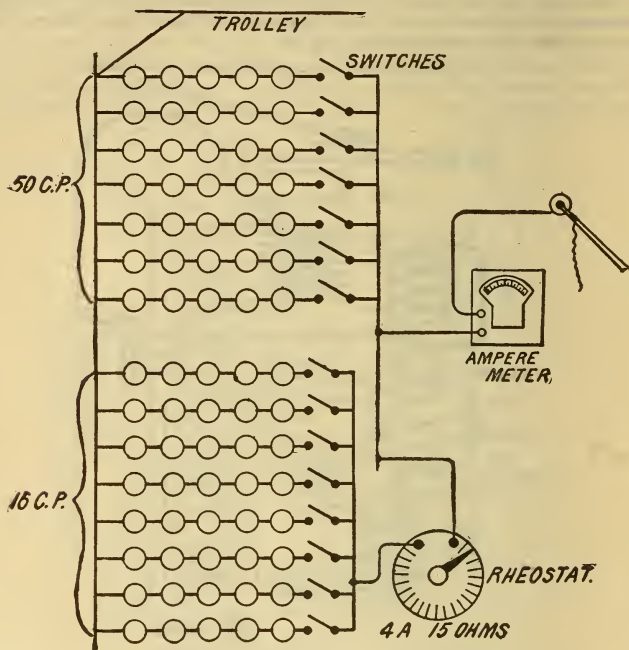 TROLLEY
SWITCHES
50 C.P.
AMPERE
METER,
16 C.P.
RHEOSTAT.
4 A 15 OHMS